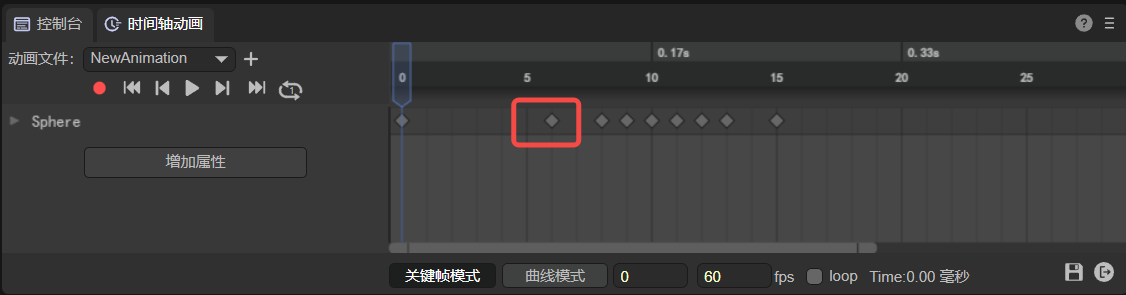 控制台 时间轴动画 ?
动画文件： NewAnimation 0.17s 0.33s
0 5 10 15 20 25
1
Sphere
增加属性
关键帧模式 曲线模式 0 60 fps loop Time:0.00 毫秒